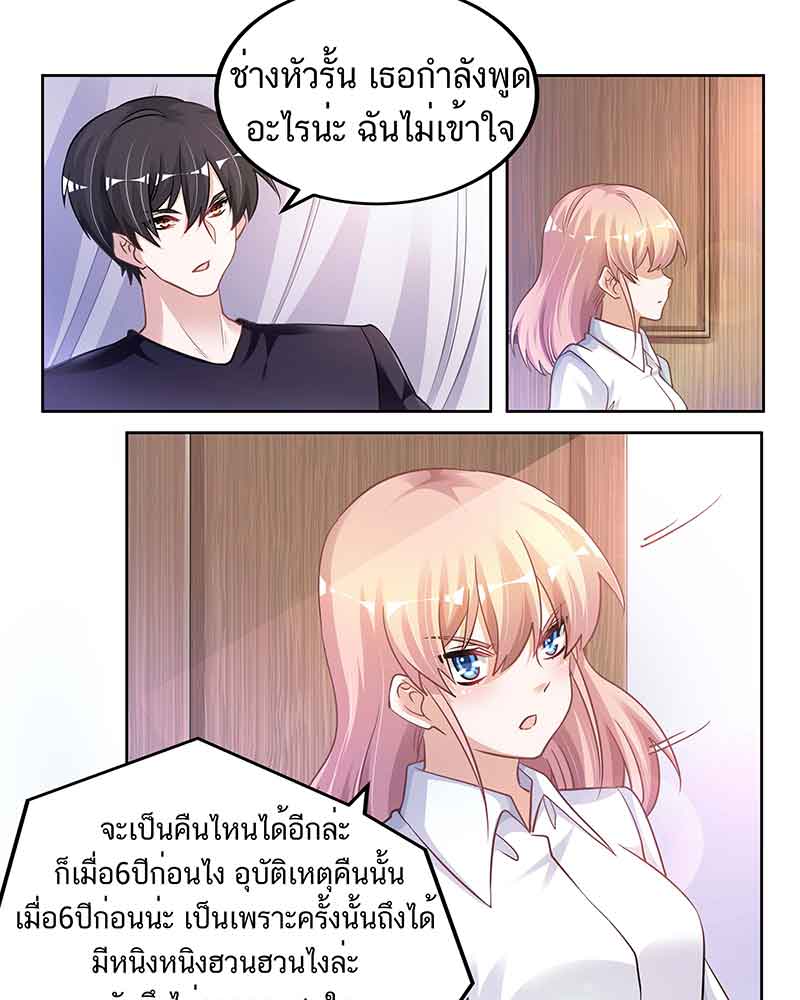 ช่างหัวรั้น เธอกำลังพูด
อะไรน่ะ ฉันไม่เข้าใจ
จะเป็นคืนไหนได้อีกล่ะ
ก็เมื่อ6ปีก่อนไง อุบัติเหตุคืนนั้น
เมื่อ6ปีก่อนน่ะ เป็นเพราะครั้งนั้นถึงได้
มีหนิงหนิงฮวนฮวนไงล่ะ